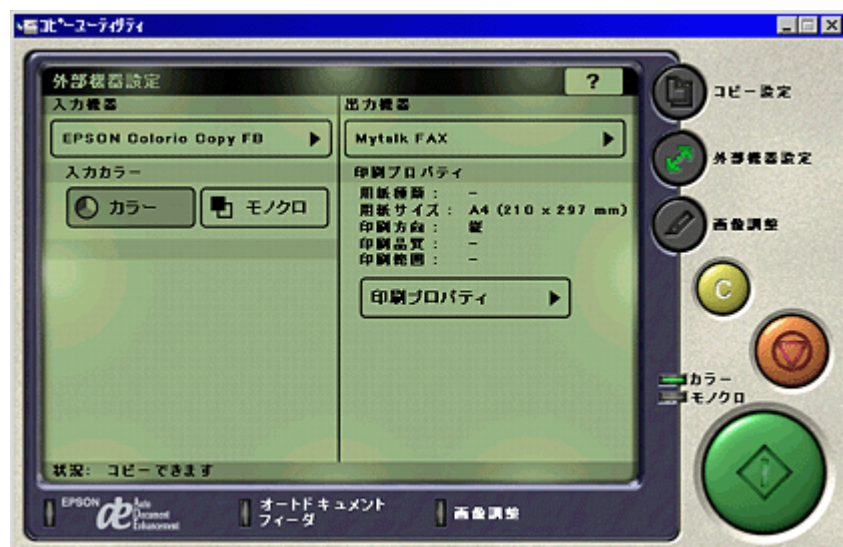 コピーユーティリティ
外部機器設定
?
入力機器
出力機器
EPSON Colorio Copy FB
Mytalk FAX
入力カラー
カラー
モノクロ
印刷プロパティ
用紙種類: -
用紙サイズ: A4 (210 x 297 mm)
印刷方向: 縦
印刷品質: -
印刷範囲: -
印刷プロパティ
状況: コピーできます
コピー設定
外部機器設定
画像調整
C
カラー
モノクロ
EPSON
Auto
Document
Enhancement
オートドキュメント
フィーダ
画像調整